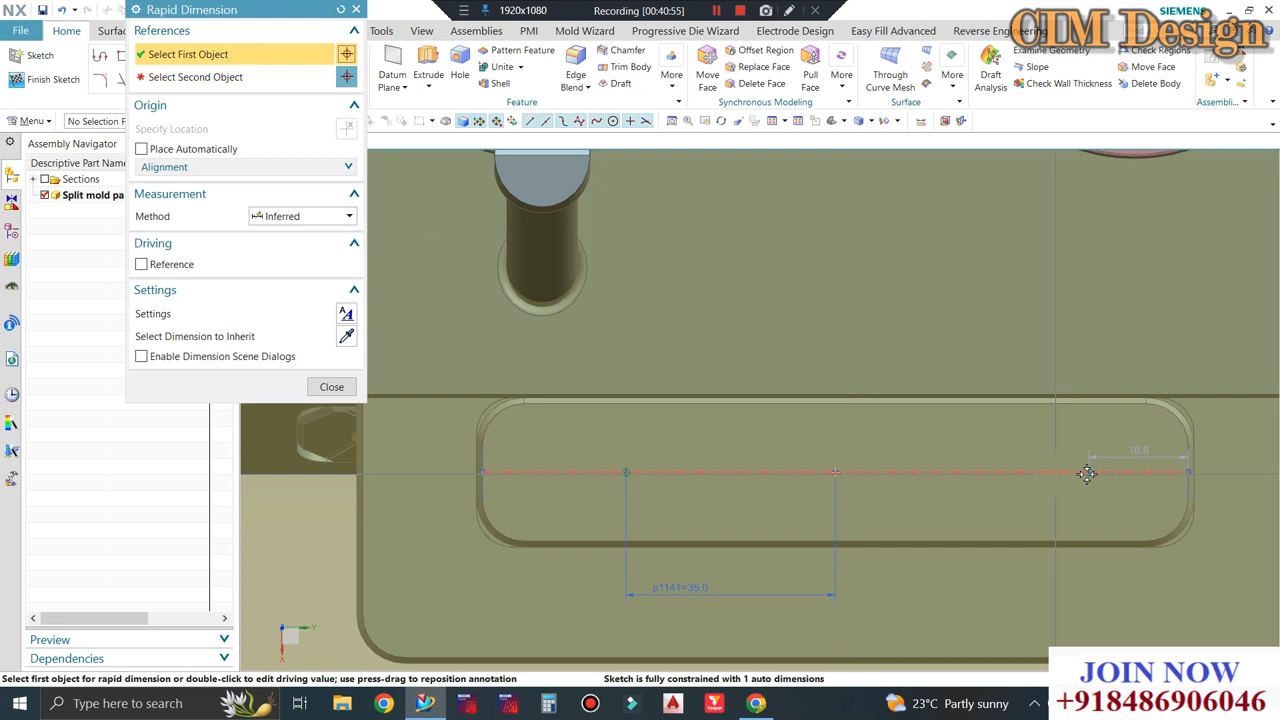 NX
Rapid Dimension
1920x1080
Recording [00:40:55]
SIEMENS
CTM Design
File
Home
Tools
View
Assemblies
PMI
Mold Wizard
Progressive Die Wizard
Electrode Design
Easy Fill Advanced
Reverse Engineering
Sketch
Finish Sketch
Datum Plane
Extrude
Hole
Pattern Feature
Unite
Shell
Edge Blend
Chamfer
Trim Body
Draft
More
Move Face
Offset Region
Replace Face
Delete Face
Pull Face
More
Through Curve Mesh
More
Draft Analysis
Examine Geometry
Slope
Check Wall Thickness
Check Regions
Move Face
Delete Body
Feature
Synchronous Modeling
Surface
Assembli...
Menu
No Selection
Assembly Navigator
Descriptive Part Name
Sections
Split mold pa
References
Select First Object
Select Second Object
Origin
Specify Location
Place Automatically
Alignment
Measurement
Method
Inferred
Driving
Reference
Settings
Settings
Select Dimension to Inherit
Enable Dimension Scene Dialogs
Close
16,6
p1141=35.0
Y
X
Preview
Dependencies
Select first object for rapid dimension or double-click to edit driving value; use press-drag to reposition annotation
Sketch is fully constrained with 1 auto dimensions
JOIN NOW
+918486906046
Type here to search
23°C Partly sunny